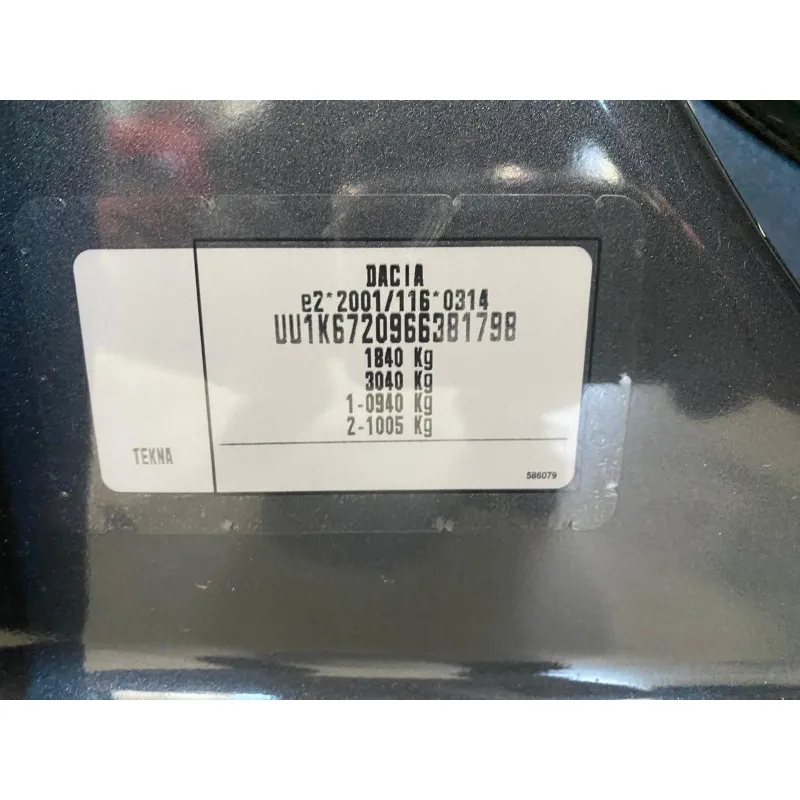 DACIA
e2*2001/116*0314
UU1K6720966381798
1840 Kg
3040 Kg
1-0940 Kg
2-1005 Kg
TEKNA
586079